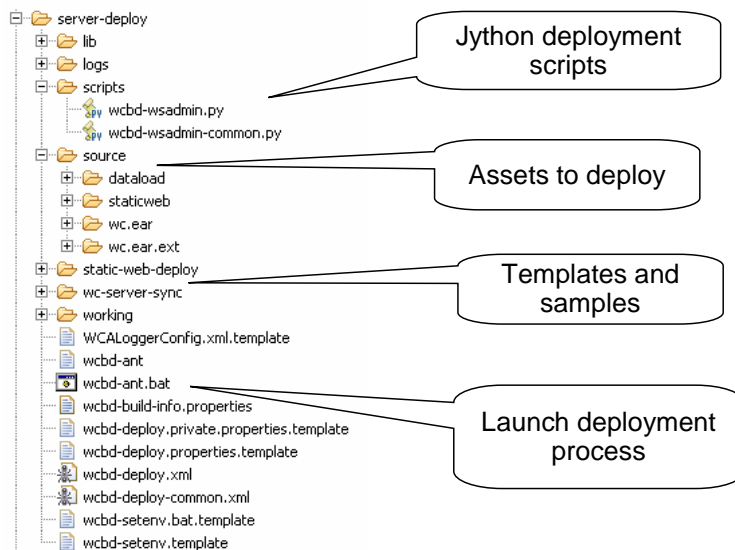 server-deploy
lib
logs
scripts
wcbd-wsadmin.py
wcbd-wsadmin-common.py
source
dataload
staticweb
wc.ear
wc.ear.ext
static-web-deploy
wc-server-sync
working
WCALoggerConfig.xml.template
wcbd-ant
wcbd-ant.bat
wcbd-build-info.properties
wcbd-deploy.private.properties.template
wcbd-deploy.properties.template
wcbd-deploy.xml
wcbd-deploy-common.xml
wcbd-setenv.bat.template
wcbd-setenv.template
Jython deployment
scripts
Assets to deploy
Templates and
samples
Launch deployment
process